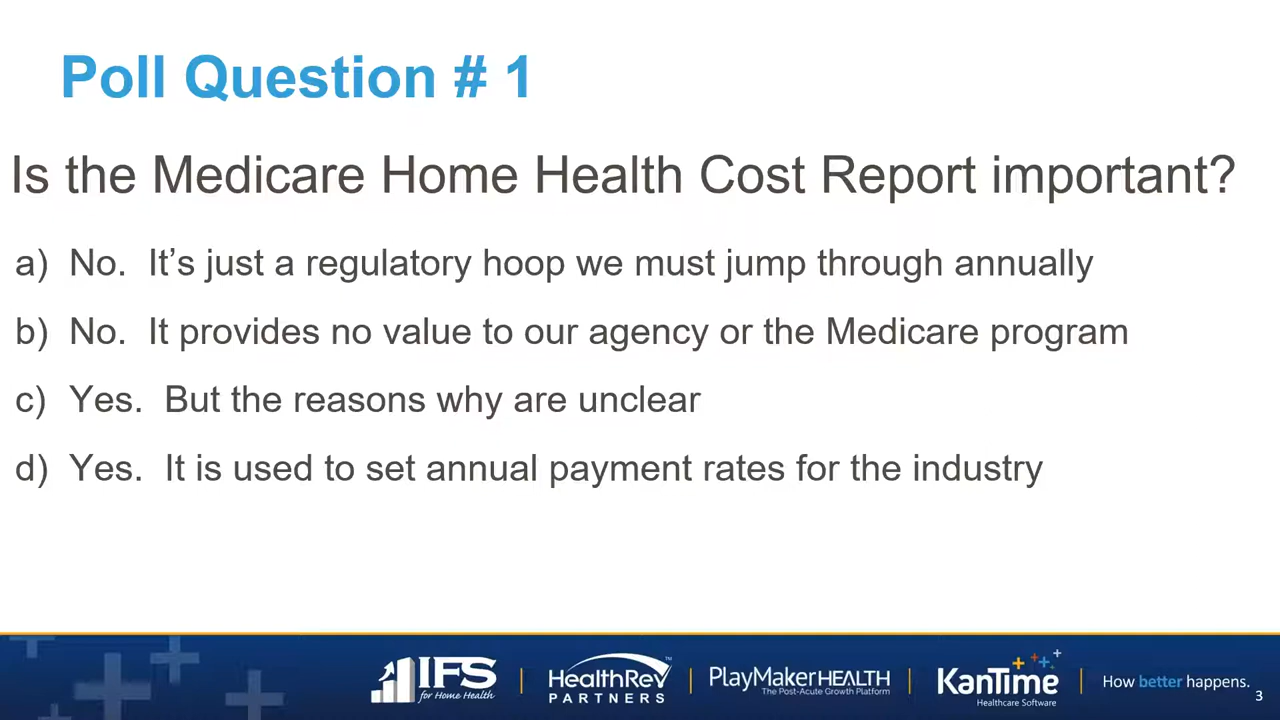 Poll Question # 1
Is the Medicare Home Health Cost Report important?
a) No. It’s just a regulatory hoop we must jump through annually
b) No. It provides no value to our agency or the Medicare program
c) Yes. But the reasons why are unclear
d) Yes. It is used to set annual payment rates for the industry
IFS
for Home Health
HealthRev™
PARTNERS
PlayMakerHEALTH
The Post-Acute Growth Platform
KanTime
Healthcare Software
How better happens.
3